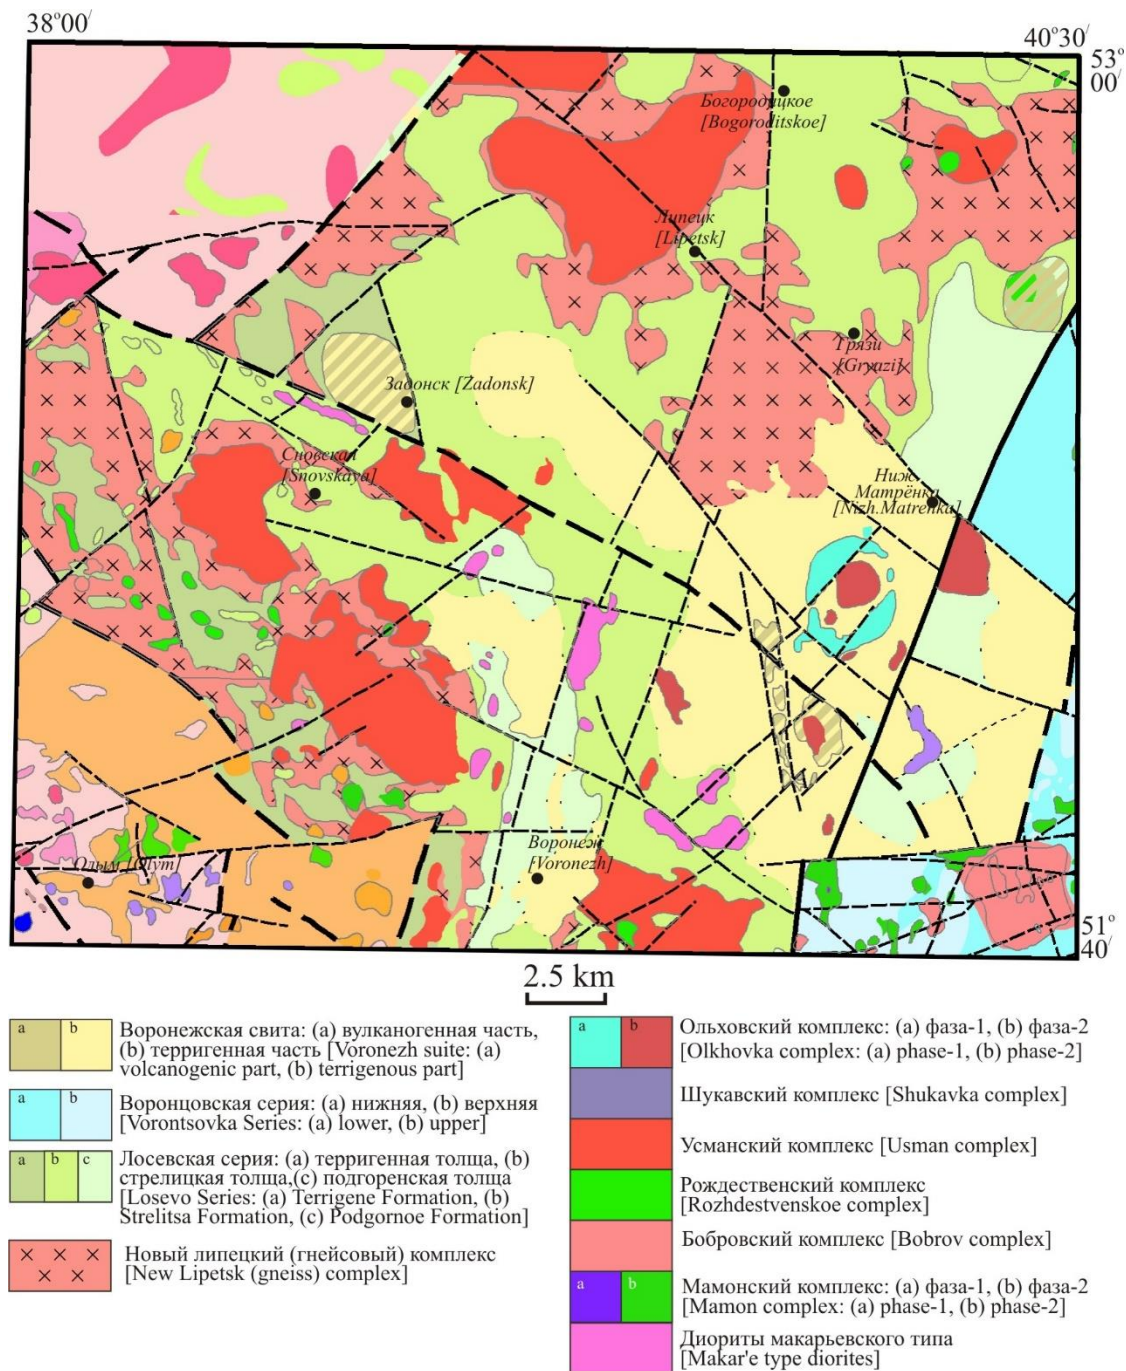 38°00/
40°30/
53°
00/
Богородицкое
[Bogoroditskoe]
Липецк
[Lipetsk]
Грязи
[Gryazi]
Задонск [Zadonsk]
Сновская
[Snovskaya]
Ниж.
Матрёнка
[Nizh.Matrenka]
Воронеж
[Voronezh]
Олым [Olym]
51°
40/
2.5 km
a b
Воронежская свита: (a) вулканогенная часть,
(b) терригенная часть [Voronezh suite: (a)
volcanogenic part, (b) terrigenous part]
a b
Воронцовская серия: (a) нижняя, (b) верхняя
[Vorontsovka Series: (a) lower, (b) upper]
a b c
Лосевская серия: (a) терригенная толща, (b)
стрелицкая толща,(c) подгоренская толща
[Losevo Series: (a) Terrigene Formation, (b)
Strelitsa Formation, (c) Podgornoe Formation]
Новый липецкий (гнейсовый) комплекс
[New Lipetsk (gneiss) complex]
a b
Ольховский комплекс: (a) фаза-1, (b) фаза-2
[Olkhovka complex: (a) phase-1, (b) phase-2]
Шукавский комплекс [Shukavka complex]
Усманский комплекс [Usman complex]
Рождественский комплекс
[Rozhdestvenskoe complex]
Бобровский комплекс [Bobrov complex]
a b
Мамонский комплекс: (a) фаза-1, (b) фаза-2
[Mamon complex: (a) phase-1, (b) phase-2]
Диориты макарьевского типа
[Makar'e type diorites]